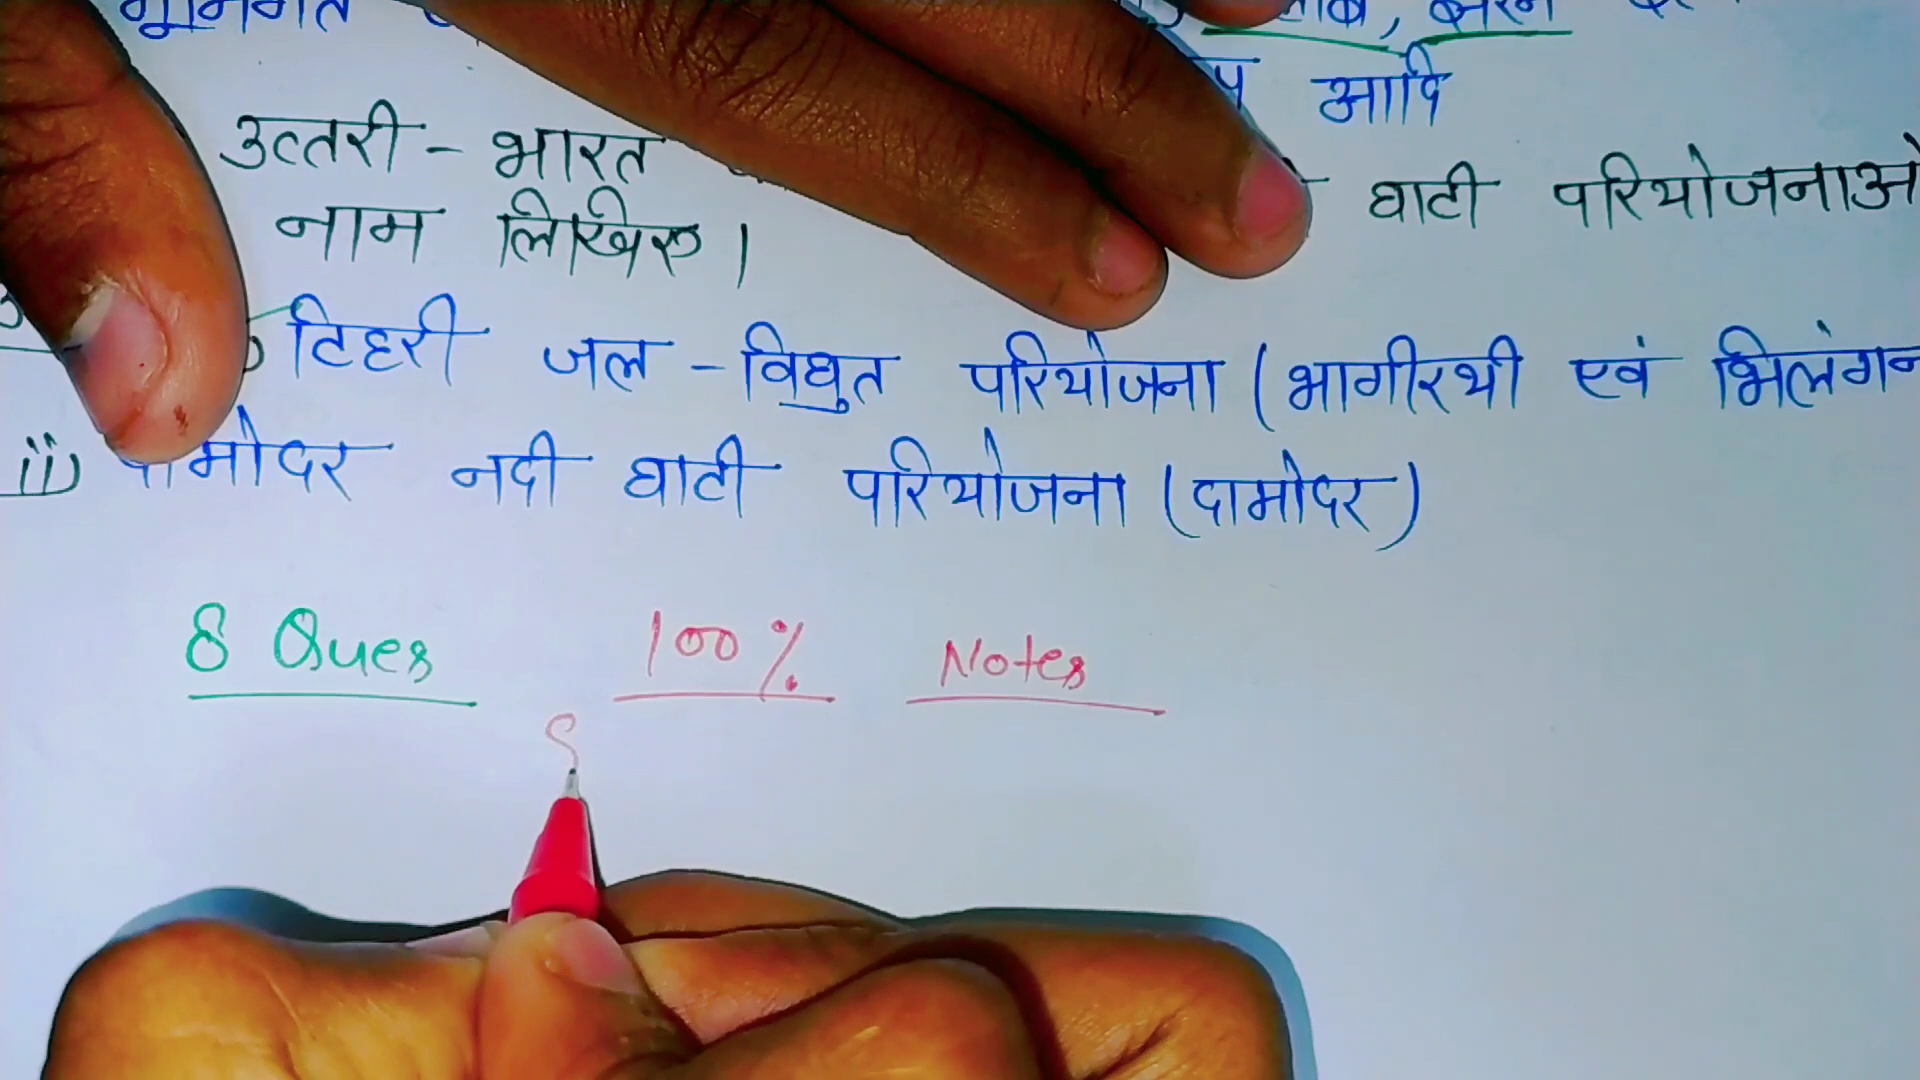 आदि
उत्तरी - भारत घाटी परियोजनाओ
नाम लिखिए।
टिहरी जल - विधुत परियोजना (भागीरथी एवं
ii) दामोदर नदी घाटी परियोजना (दामोदर)
8 Ques 100% Notes
S